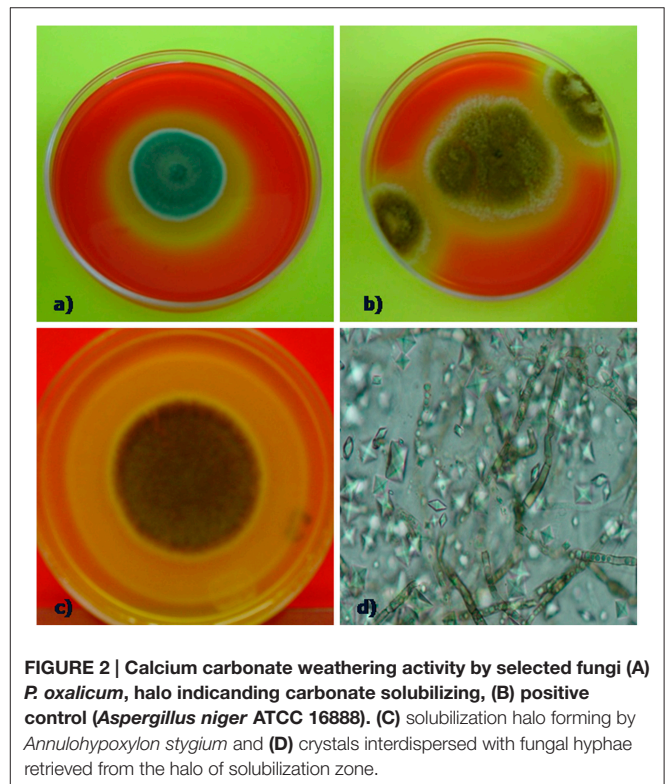 a)
b)
c)
d)
FIGURE 2 | Calcium carbonate weathering activity by selected fungi (A)
P. oxalicum, halo indicanding carbonate solubilizing, (B) positive
control (Aspergillus niger ATCC 16888). (C) solubilization halo forming by
Annulohypoxylon stygium and (D) crystals interdispersed with fungal hyphae
retrieved from the halo of solubilization zone.